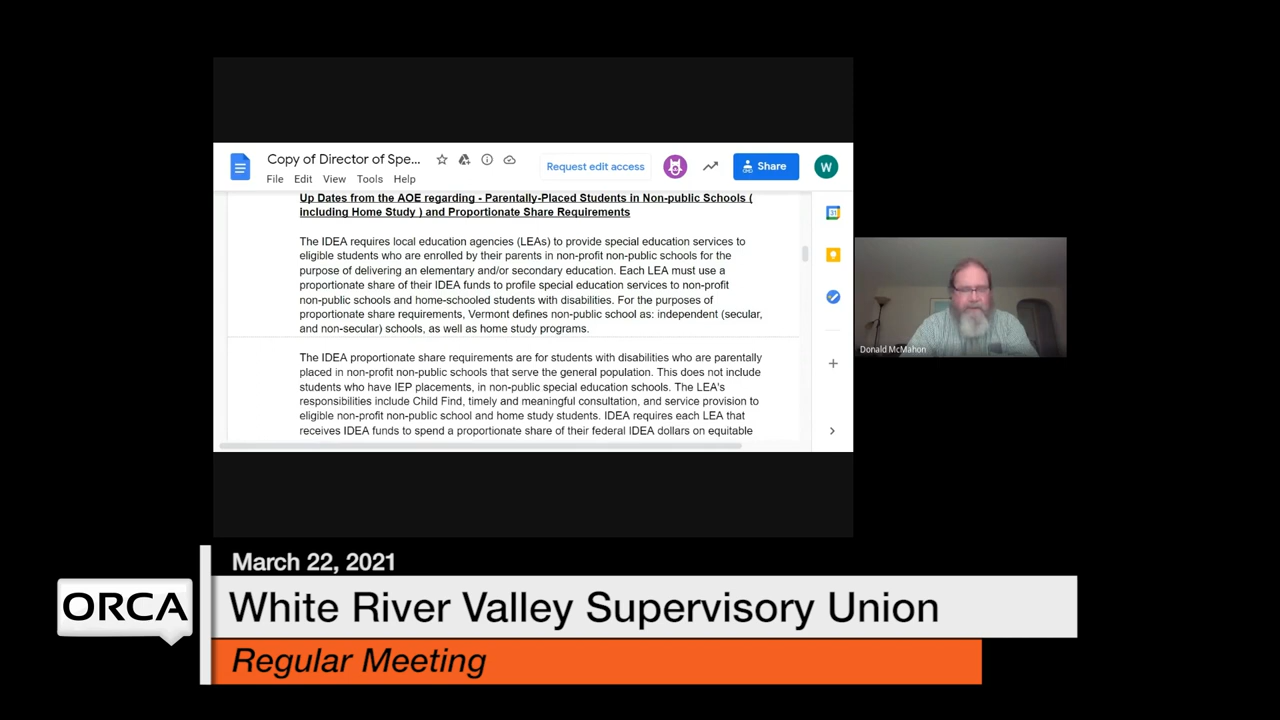 Copy of Director of Spe...
File Edit View Tools Help
Request edit access
Share
W
Up Dates from the AOE regarding - Parentally-Placed Students in Non-public Schools (
including Home Study ) and Proportionate Share Requirements
The IDEA requires local education agencies (LEAs) to provide special education services to
eligible students who are enrolled by their parents in non-profit non-public schools for the
purpose of delivering an elementary and/or secondary education. Each LEA must use a
proportionate share of their IDEA funds to profile special education services to non-profit
non-public schools and home-schooled students with disabilities. For the purposes of
proportionate share requirements, Vermont defines non-public school as: independent (secular,
and non-secular) schools, as well as home study programs.
The IDEA proportionate share requirements are for students with disabilities who are parentally
placed in non-profit non-public schools that serve the general population. This does not include
students who have IEP placements, in non-public special education schools. The LEA's
responsibilities include Child Find, timely and meaningful consultation, and service provision to
eligible non-profit non-public school and home study students. IDEA requires each LEA that
receives IDEA funds to spend a proportionate share of their federal IDEA dollars on equitable
31
Donald McMahon
March 22, 2021
ORCA
White River Valley Supervisory Union
Regular Meeting